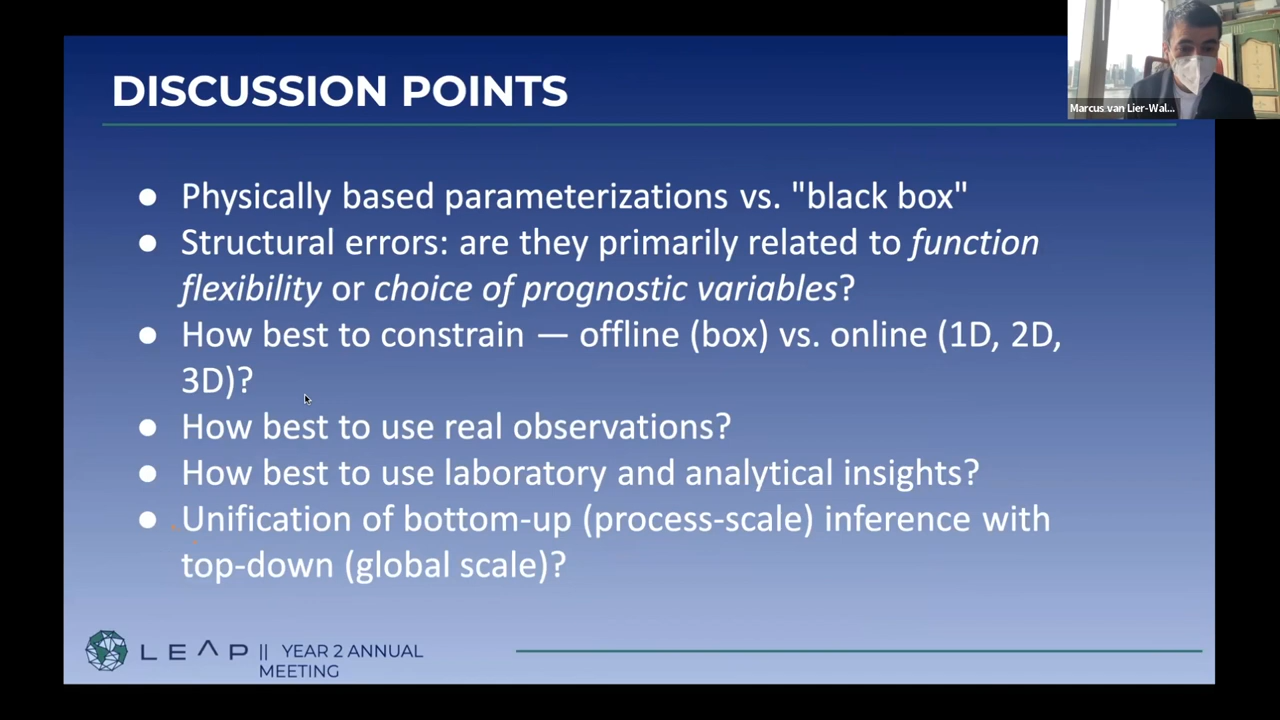 DISCUSSION POINTS
Marcus van Lier-Wal...
● Physically based parameterizations vs. "black box"
● Structural errors: are they primarily related to function
flexibility or choice of prognostic variables?
● How best to constrain — offline (box) vs. online (1D, 2D,
3D)?
● How best to use real observations?
● How best to use laboratory and analytical insights?
● Unification of bottom-up (process-scale) inference with
top-down (global scale)?
LE^P || YEAR 2 ANNUAL
MEETING